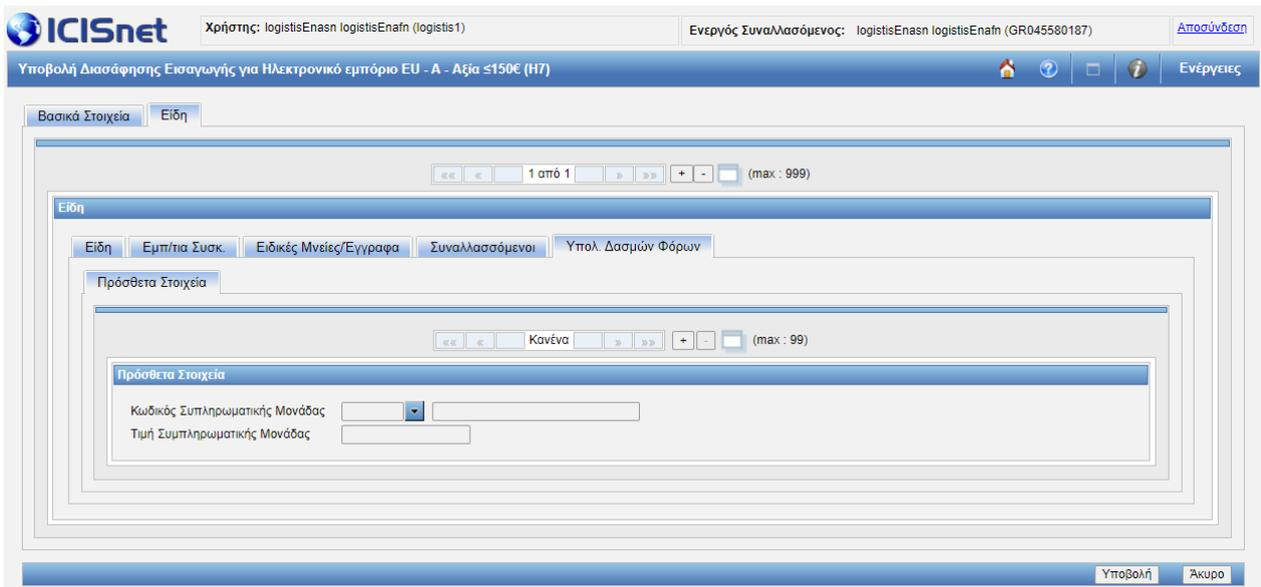 ICISnet
Χρήστης: logistisEnasn logistisEnafn (logistis1)
Ενεργός Συναλλασόμενος: logistisEnasn logistisEnafn (GR045580187)
Αποσύνδεση
Υποβολή Διασάφησης Εισαγωγής για Ηλεκτρονικό εμπόριο EU - A - Αξία ≤150€ (H7)
Ενέργειες
Βασικά Στοιχεία Είδη
«« « 1 από 1 » »» + - (max : 999)
Είδη
Είδη Εμπ/τια Συσκ. Ειδικές Μνείες/Έγγραφα Συναλλασσόμενοι Υπολ. Δασμών Φόρων
Πρόσθετα Στοιχεία
«« « Κανένα » »» + - (max : 99)
Πρόσθετα Στοιχεία
Κωδικός Συπληρωματικής Μονάδας
Τιμή Συμπληρωματικής Μονάδας
Υποβολή Άκυρο